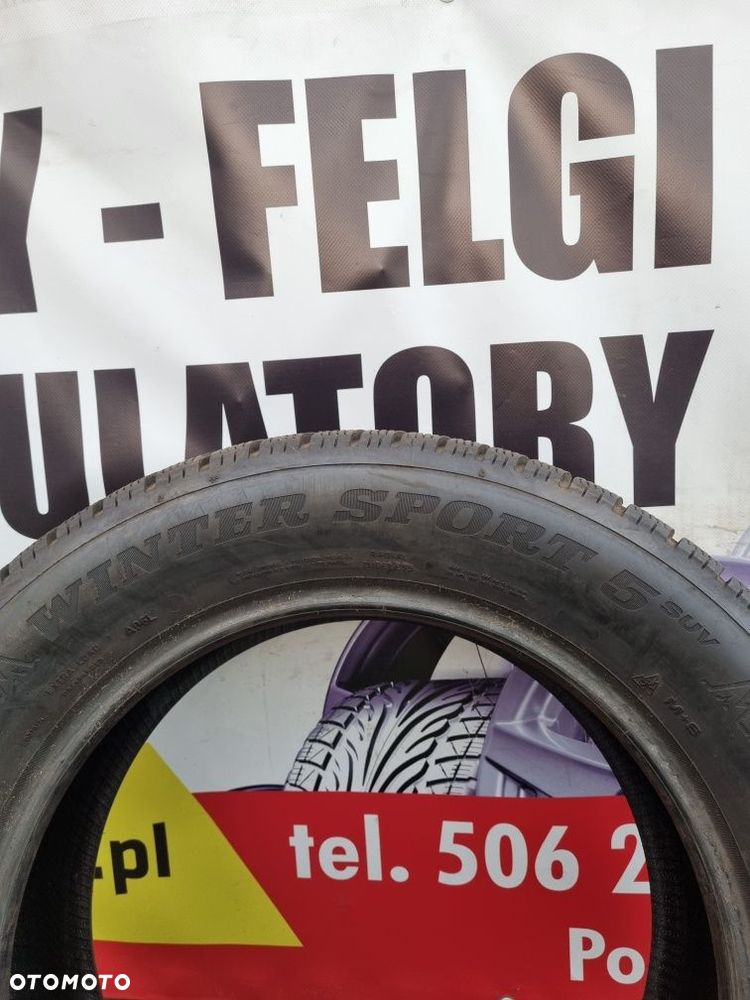 Y - FELGI
ULATORY
WINTER SPORT 5 SUV
M+S
.pl
tel. 506 2
Po
OTOMOTO